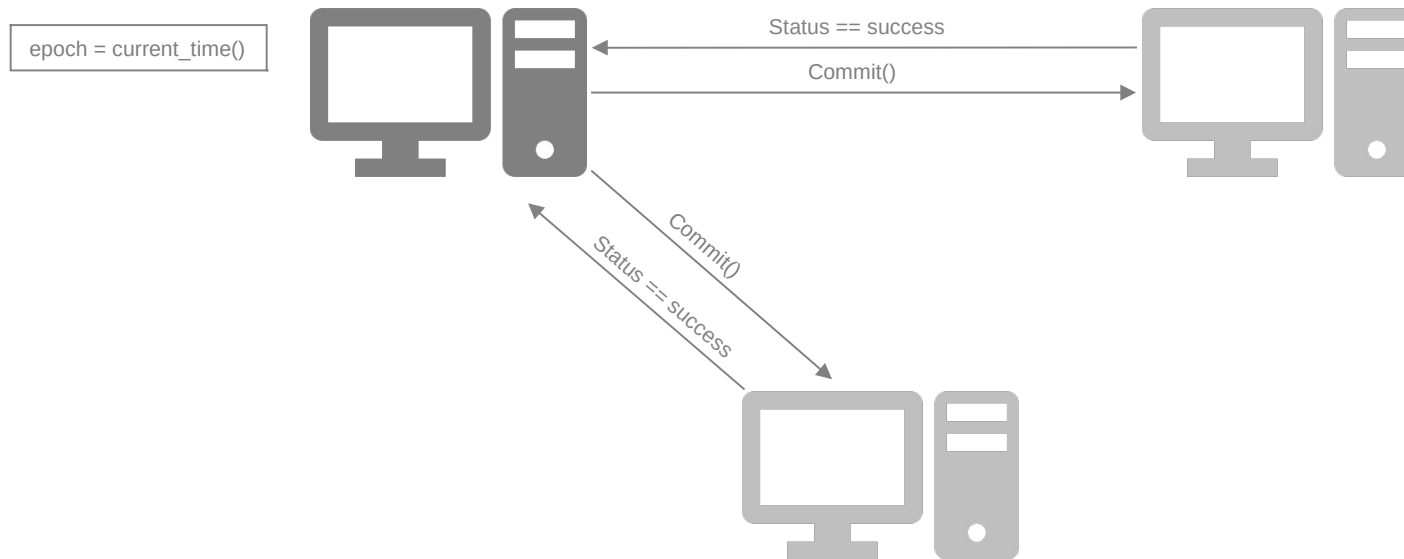 epoch = current_time()
Status == success
Commit()
Commit()
Status == success